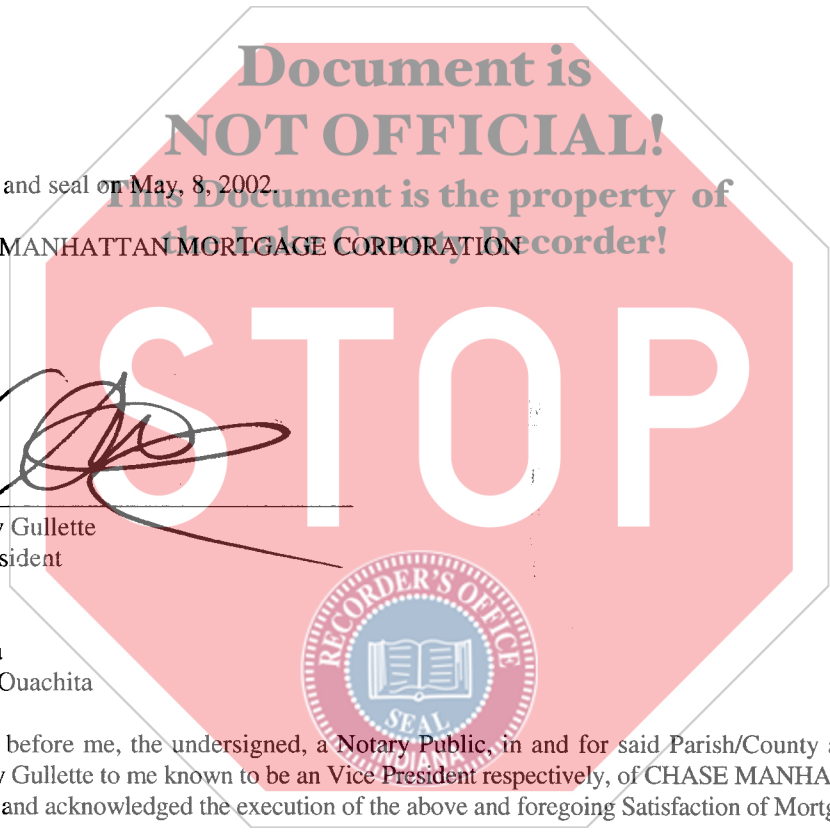 Document is
NOT OFFICIAL!
and seal on May, 8, 2002.
This Document is the property of
MANHATTAN MORTGAGE CORPORATION
the Lake County Recorder!
STOP
y Gullette
sident
RECORDER'S OFFICE
SEAL
INDIANA
a
Ouachita
before me, the undersigned, a Notary Public, in and for said Parish/County a
y Gullette to me known to be an Vice President respectively, of CHASE MANHA
and acknowledged the execution of the above and foregoing Satisfaction of Mortg